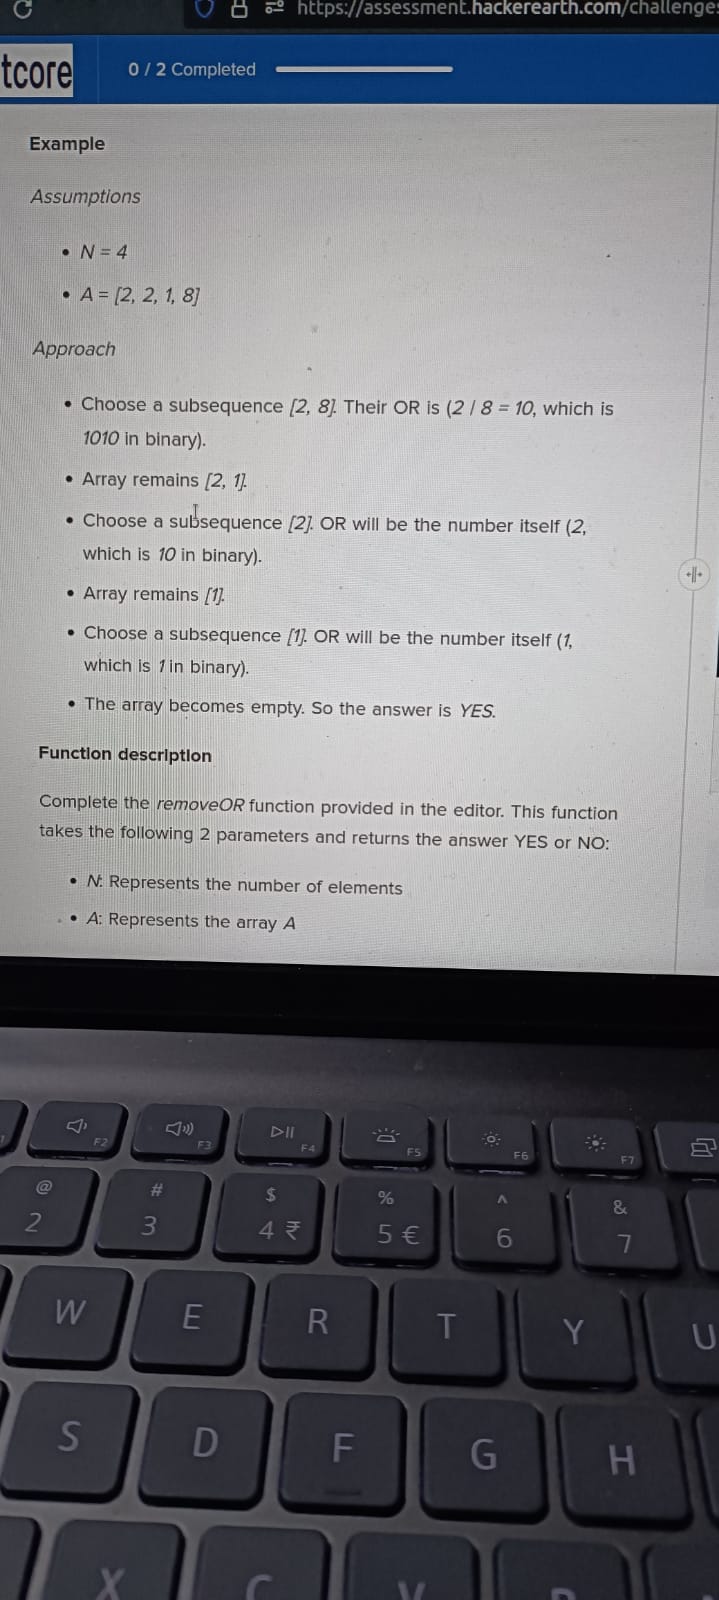 https://assessment.hackerearth.com/challenge
tcore
0 / 2 Completed
Example
Assumptions
• N = 4
• A = [2, 2, 1, 8]
Approach
• Choose a subsequence [2, 8]. Their OR is (2 / 8 = 10, which is
1010 in binary).
• Array remains [2, 1].
• Choose a subsequence [2]. OR will be the number itself (2,
which is 10 in binary).
• Array remains [1].
• Choose a subsequence [1]. OR will be the number itself (1,
which is 1 in binary).
• The array becomes empty. So the answer is YES.
Function description
Complete the removeOR function provided in the editor. This function
takes the following 2 parameters and returns the answer YES or NO:
• N: Represents the number of elements
• A: Represents the array A
F2 F3 F4 F5 F6 F7
@ # $ % ^ &
2 3 4 ₹ 5 € 6 7
W E R T Y U
S D F G H
X C V